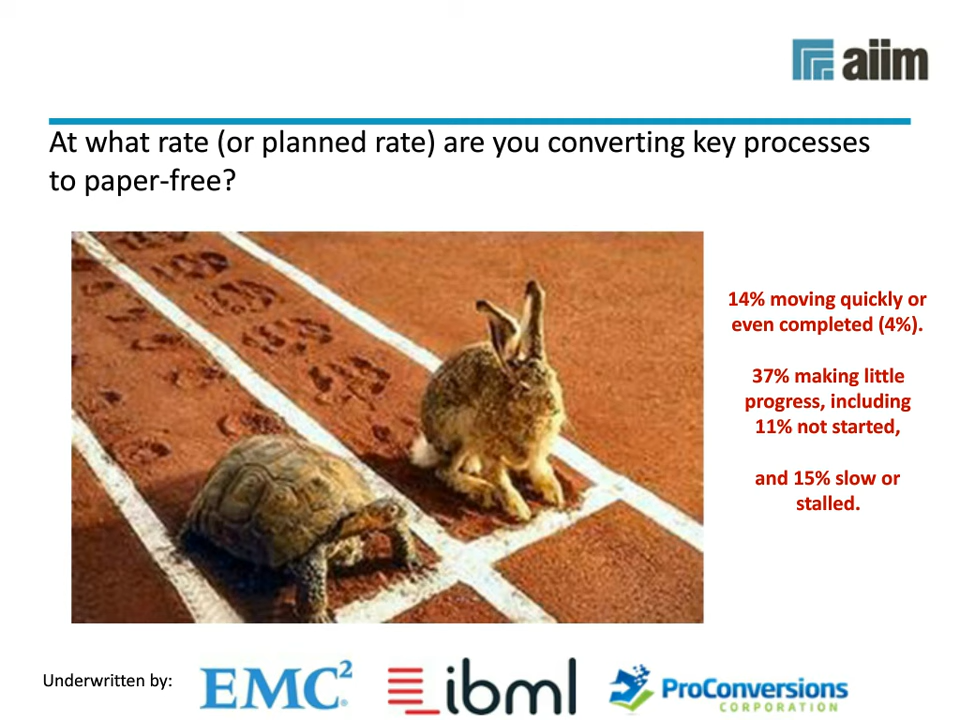 aiim
At what rate (or planned rate) are you converting key processes
to paper-free?
14% moving quickly or
even completed (4%).
37% making little
progress, including
11% not started,
and 15% slow or
stalled.
Underwritten by:
EMC²
ibml
ProConversions
CORPORATION